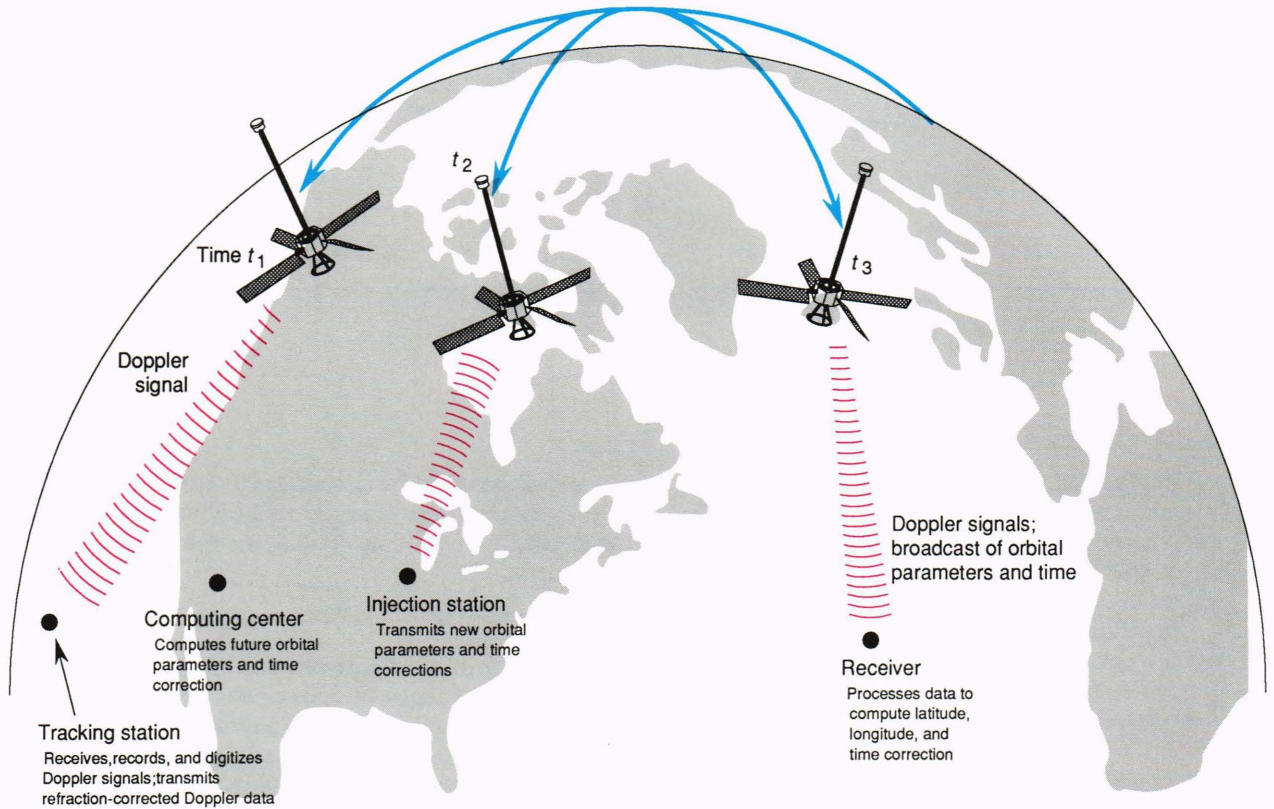 Time t1
t2
t3
Doppler
signal
Doppler signals;
broadcast of orbital
parameters and time
Tracking station
Receives,records, and digitizes
Doppler signals;transmits
refraction-corrected Doppler data
Computing center
Computes future orbital
parameters and time
correction
Injection station
Transmits new orbital
parameters and time
corrections
Receiver
Processes data to
compute latitude,
longitude, and
time correction